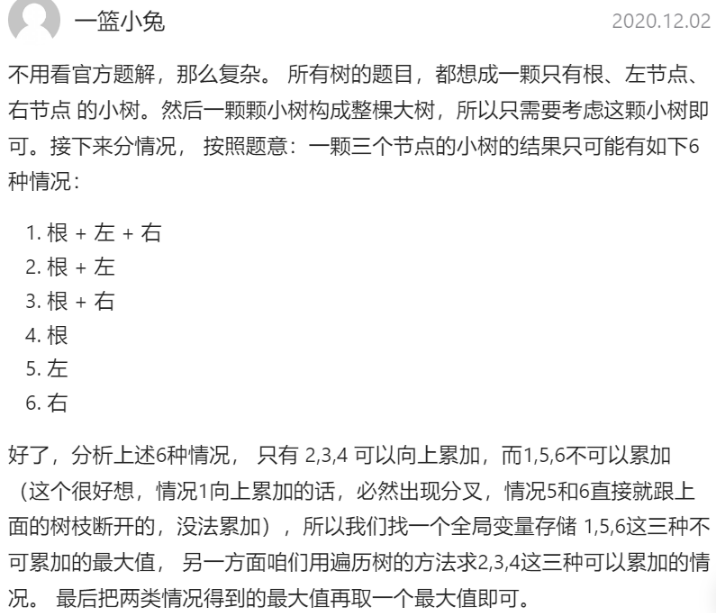 一篮小兔
2020.12.02
不用看官方题解，那么复杂。 所有树的题目，都想成一颗只有根、左节点、
右节点 的小树。然后一颗颗小树构成整棵大树，所以只需要考虑这颗小树即
可。接下来分情况， 按照题意：一颗三个节点的小树的结果只可能有如下6
种情况：
1. 根 + 左 + 右
2. 根 + 左
3. 根 + 右
4. 根
5. 左
6. 右
好了，分析上述6种情况， 只有 2,3,4 可以向上累加，而1,5,6不可以累加
（这个很好想，情况1向上累加的话，必然出现分叉，情况5和6直接就跟上
面的树枝断开的，没法累加），所以我们找一个全局变量存储 1,5,6这三种不
可累加的最大值， 另一方面咱们用遍历树的方法求2,3,4这三种可以累加的情
况。 最后把两类情况得到的最大值再取一个最大值即可。